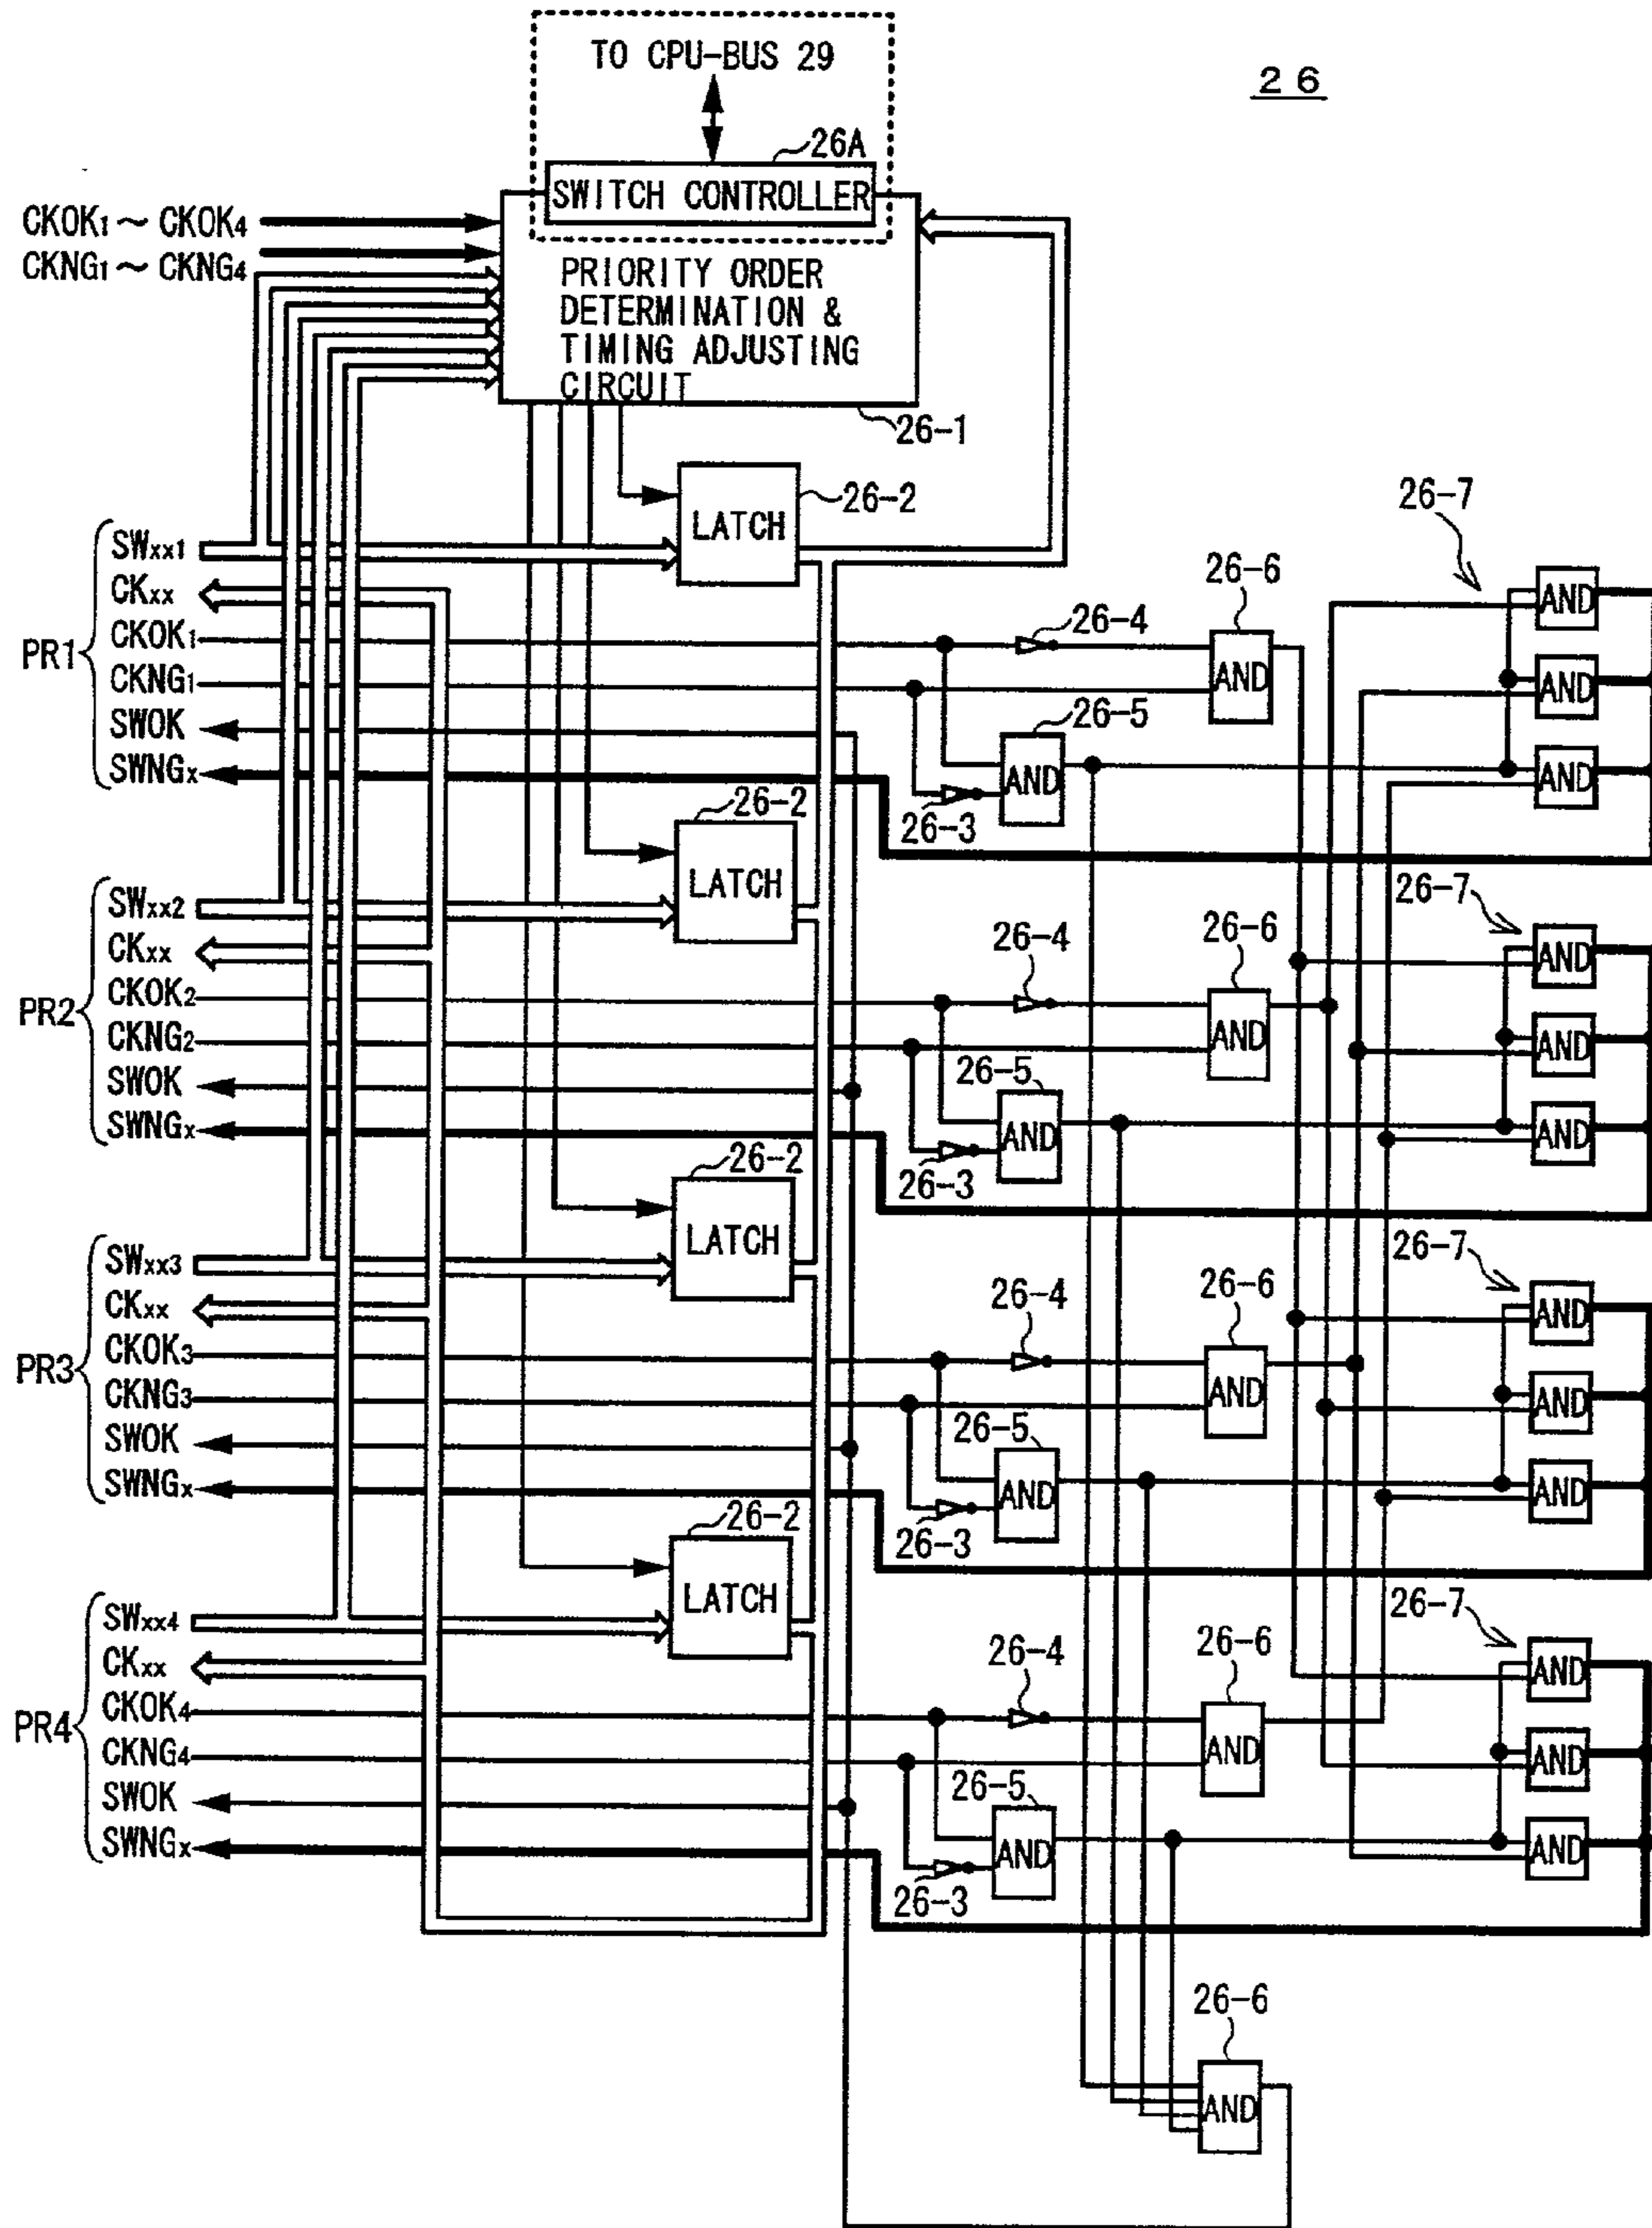 TO CPU-BUS 29
26
26A
SWITCH CONTROLLER
CKOK1~CKOK4
CKNG1~CKNG4
PRIORITY ORDER
DETERMINATION &
TIMING ADJUSTING
CIRCUIT
26-1
26-2
LATCH
26-7
PR1
SWxx1
CKxx
CKOK1
CKNG1
SWOK
SWNGx
26-4
26-6
AND
26-5
AND
26-3
AND
AND
AND
26-2
LATCH
26-7
PR2
SWxx2
CKxx
CKOK2
CKNG2
SWOK
SWNGx
26-4
26-6
AND
26-5
AND
26-3
AND
AND
AND
26-2
LATCH
26-7
PR3
SWxx3
CKxx
CKOK3
CKNG3
SWOK
SWNGx
26-4
26-6
AND
26-5
AND
26-3
AND
AND
AND
26-2
LATCH
26-7
PR4
SWxx4
CKxx
CKOK4
CKNG4
SWOK
SWNGx
26-4
26-6
AND
26-5
AND
26-3
AND
AND
AND
26-6
AND